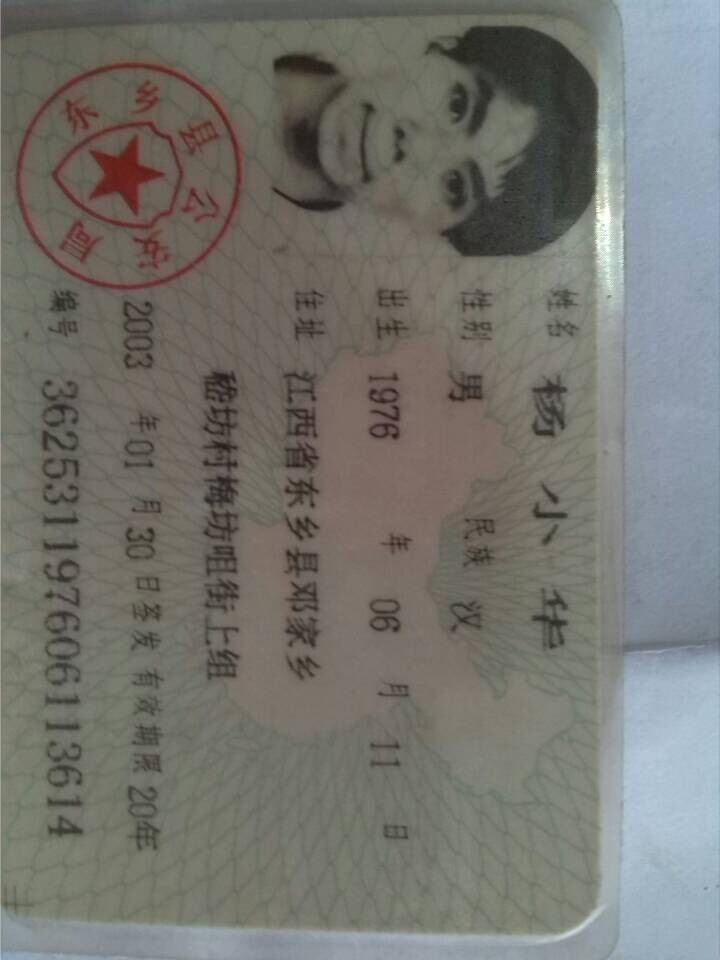 姓名 杨小华
性别 男 民族 汉
出生 1976 年 06 月 11 日
住址 江西省东乡县邓家乡
嵇坊村梅坊咀街上组
2003 年 01 月 30 日签发 有效期限 20年
编号 362531197606113614
东乡县公安局